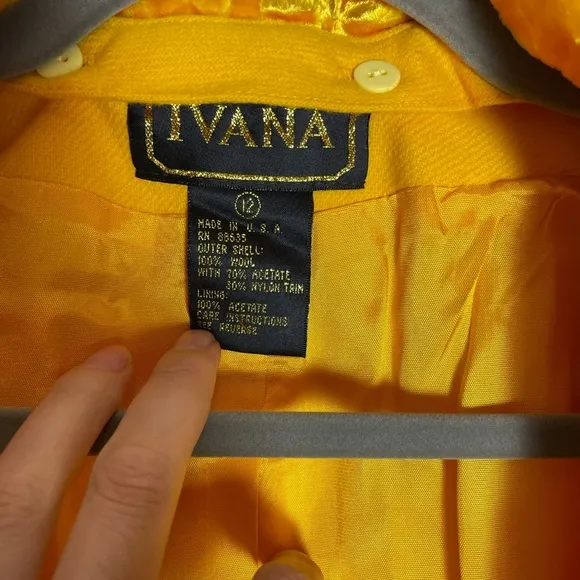 IVANA
12
MADE IN U. S. A.
RN 88635
OUTER SHELL:
100% WOOL
WITH 70% ACETATE
30% NYLON TRIM
LINING:
100% ACETATE
CARE INSTRUCTIONS
SEE REVERSE